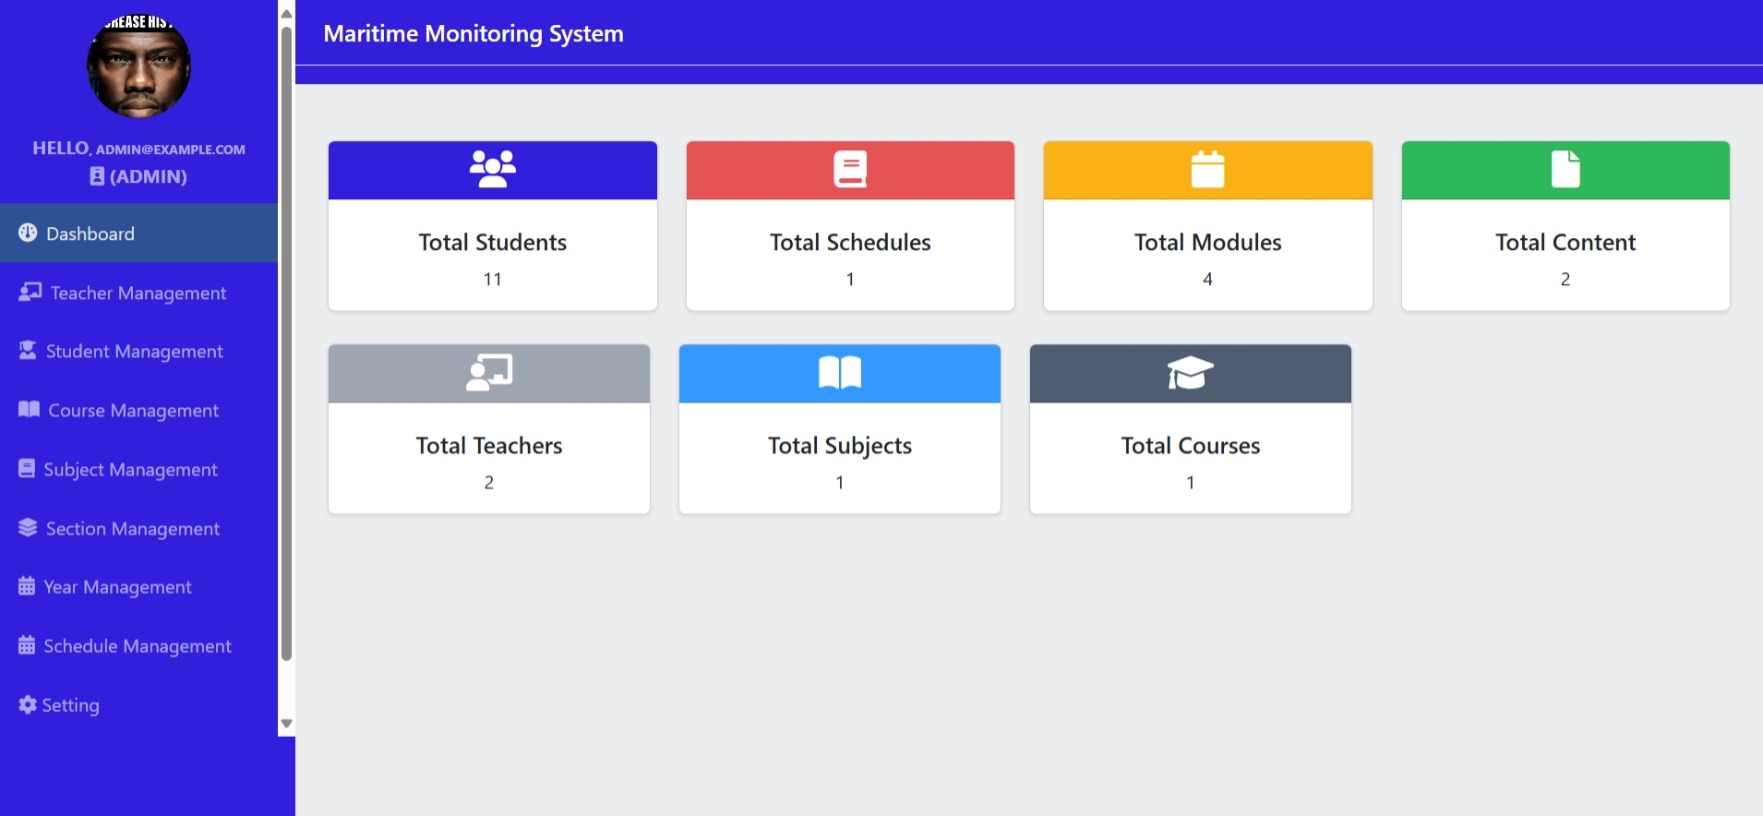 Maritime Monitoring System
HELLO, ADMIN@EXAMPLE.COM
(ADMIN)
Dashboard
Teacher Management
Student Management
Course Management
Subject Management
Section Management
Year Management
Schedule Management
Setting
Total Students
11
Total Schedules
1
Total Modules
4
Total Content
2
Total Teachers
2
Total Subjects
1
Total Courses
1